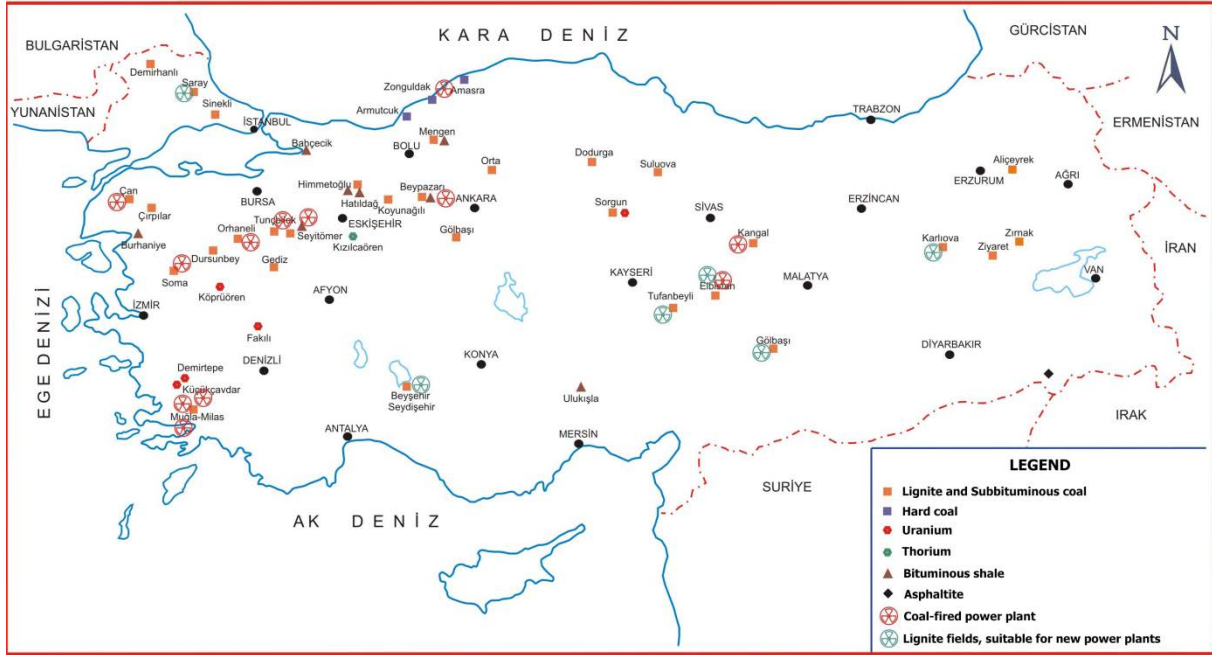 KARA DENİZ
GÜRCİSTAN
BULGARİSTAN
N
Demirhanlı
Saray
Zonguldak
Amasra
YUNANİSTAN
Sinekli
Armutcuk
TRABZON
İSTANBUL
ERMENİSTAN
Mengen
Bahçecik
BOLU
Orta
Dodurga
Suluova
Aliçeyrek
ERZURUM
AĞRI
Çan
BURSA
Himmetoğlu
Beypazarı
Hatıldağ
Koyunağılı
ANKARA
Sorgun
SİVAS
ERZİNCAN
Çırpılar
ESKİŞEHİR
Tunçbilek
Orhaneli
Seyitömer
Kızılcaören
Gölbaşı
Kangal
Karlıova
Zırnak
Ziyaret
İRAN
Burhaniye
Dursunbey
Gediz
Soma
KAYSERİ
MALATYA
VAN
Elbistan
Köprüören
AFYON
Tufanbeyli
İZMİR
EGE DENİZİ
Fakılı
Gölbaşı
DİYARBAKIR
DENİZLİ
KONYA
Demirtepe
Küçükçavdar
Beyşehir
Seydişehir
Ulukışla
Muğla-Milas
IRAK
ANTALYA
MERSİN
SURİYE
AK DENİZ
LEGEND
Lignite and Subbituminous coal
Hard coal
Uranium
Thorium
Bituminous shale
Asphaltite
Coal-fired power plant
Lignite fields, suitable for new power plants